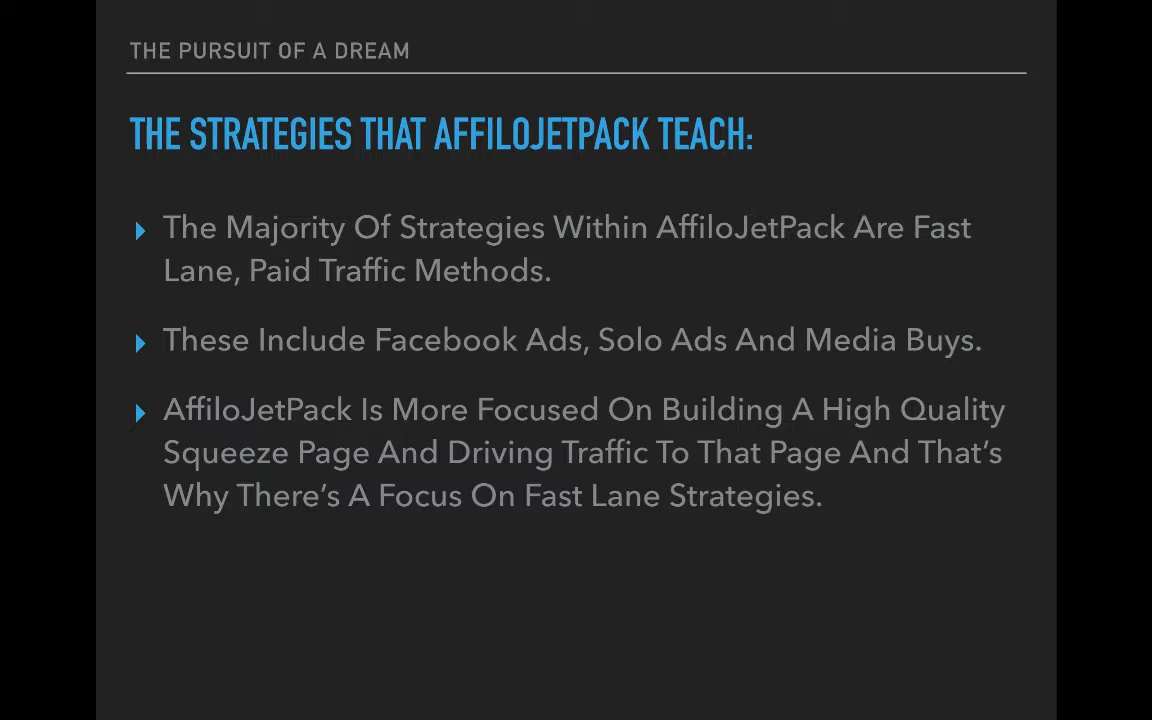 THE PURSUIT OF A DREAM
THE STRATEGIES THAT AFFILOJETPACK TEACH:
The Majority Of Strategies Within AffiloJetPack Are Fast
Lane, Paid Traffic Methods.
These Include Facebook Ads, Solo Ads And Media Buys.
AffiloJetPack Is More Focused On Building A High Quality
Squeeze Page And Driving Traffic To That Page And That’s
Why There’s A Focus On Fast Lane Strategies.